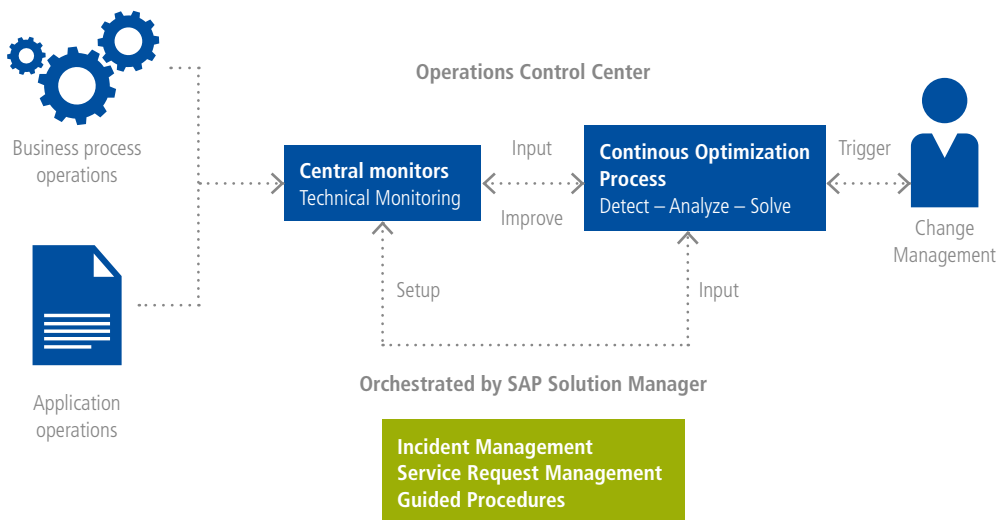 Operations Control Center
Business process
operations
Central monitors
Technical Monitoring
Input
Improve
Continous Optimization
Process
Detect – Analyze – Solve
Trigger
Change
Management
Setup
Input
Application
operations
Orchestrated by SAP Solution Manager
Incident Management
Service Request Management
Guided Procedures